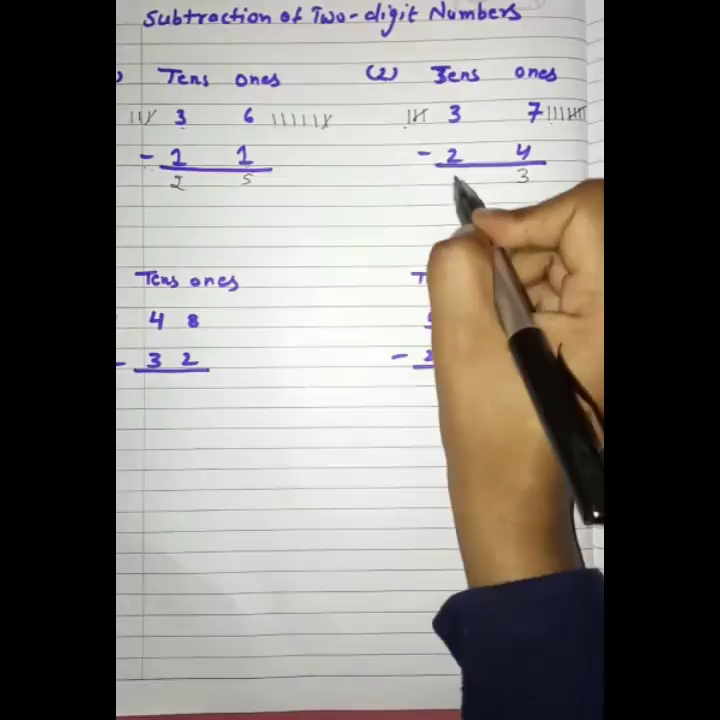 Subtraction of Two-digit Numbers
) Tens ones (2) Tens ones
3 6 3 7
- 1 1 - 2 4
2 5 3
Tens ones T
4 8
- 3 2 - 2